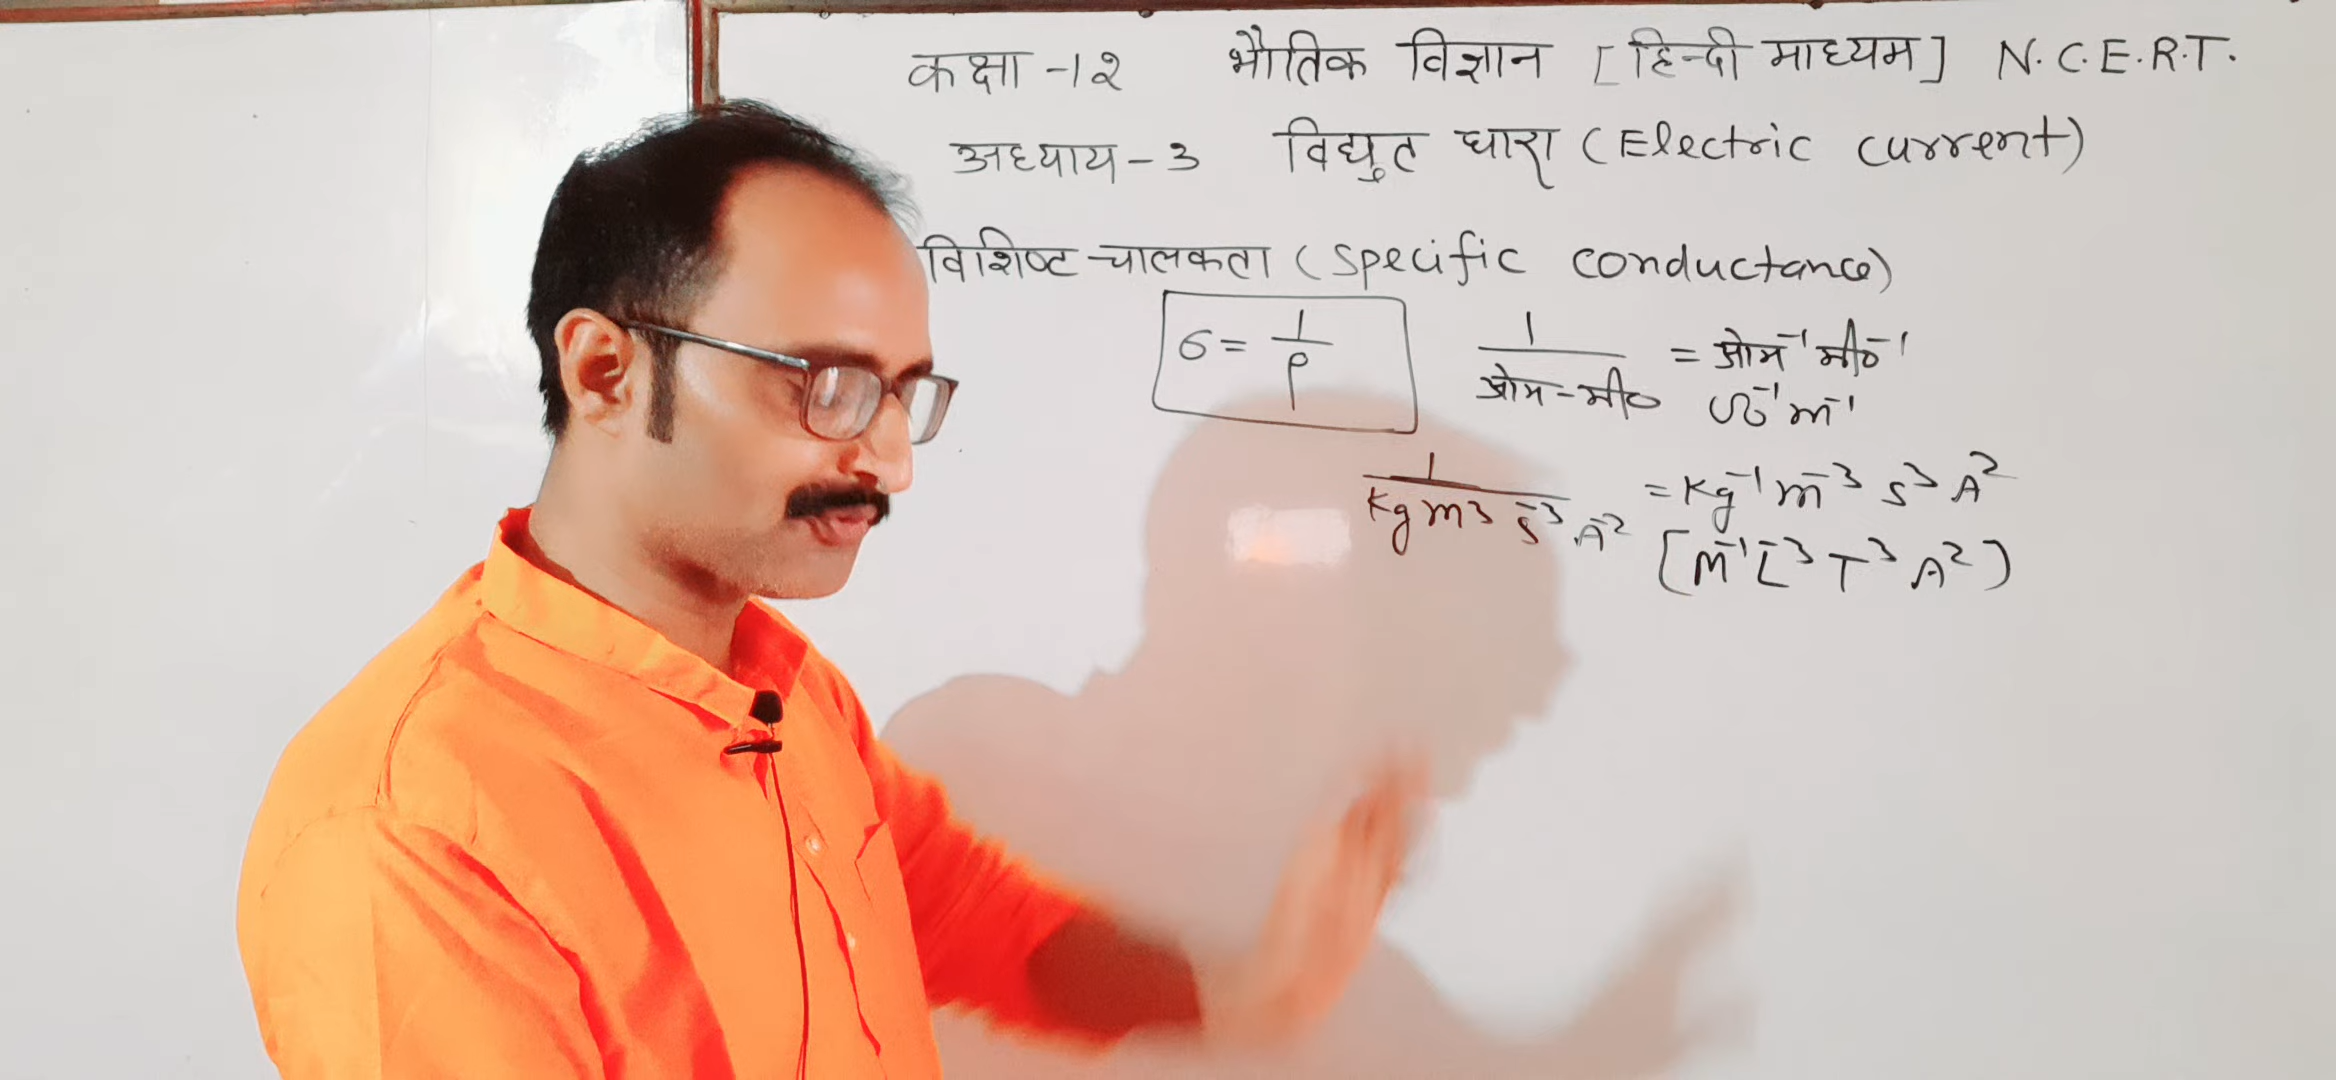 कक्षा -12 भौतिक विज्ञान [हिन्दी माध्यम] N.C.E.R.T.
अध्याय - 3 विद्युत धारा (Electric current)
विशिष्ट चालकता (Specific conductance)
σ = 1/ρ 1/ओम-मी० = ओम⁻¹ मी०⁻¹
Ω⁻¹ m⁻¹
1/Kg m³ s⁻³ A⁻² = Kg⁻¹ m⁻³ s³ A²
[M⁻¹ L⁻³ T³ A²)